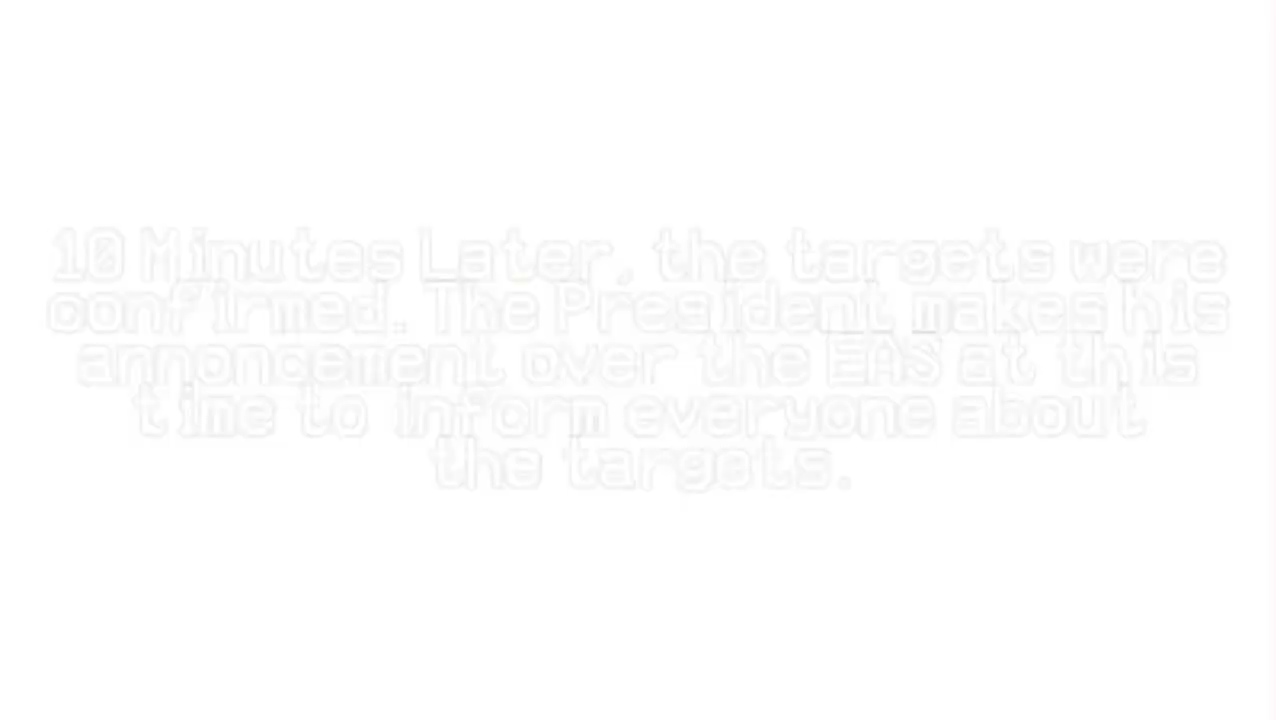 10 Minutes Later, the targets were
confirmed. The President makes his
annoncement over the EAS at this
time to inform everyone about
the targets.